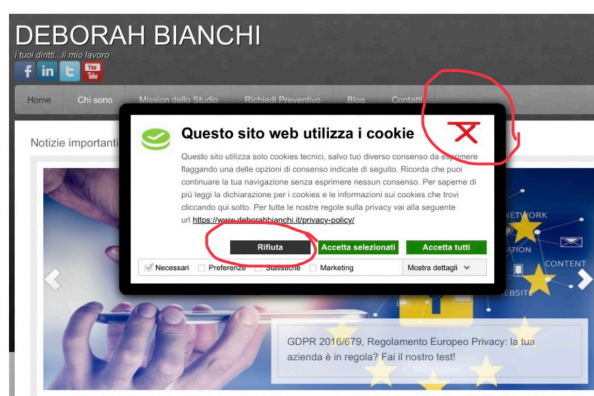 DEBORAH BIANCHI
i tuoi diritti...il mio lavoro
f in t You Tube
Home Chi sono Mission dello Studio Richiedi Preventivo Blog Contatti
Notizie importanti
Questo sito web utilizza i cookie
Questo sito utilizza solo cookies tecnici, salvo tuo diverso consenso da esprimere
flaggando una delle opzioni di consenso indicate di seguito. Ricorda che puoi
continuare la tua navigazione senza esprimere nessun consenso. Per saperne di
più leggi la dichiarazione per i cookies e le informazioni sui cookies che trovi
cliccando qui sotto. Per tutte le nostre regole sulla privacy vai alla seguente
url https://www.deborahbianchi.it/privacy-policy/
Rifiuta Accetta selezionati Accetta tutti
Necessari Preferenze Statistiche Marketing Mostra dettagli
NETWORK
CONTENT
GDPR 2016/679, Regolamento Europeo Privacy: la tua
azienda è in regola? Fai il nostro test!